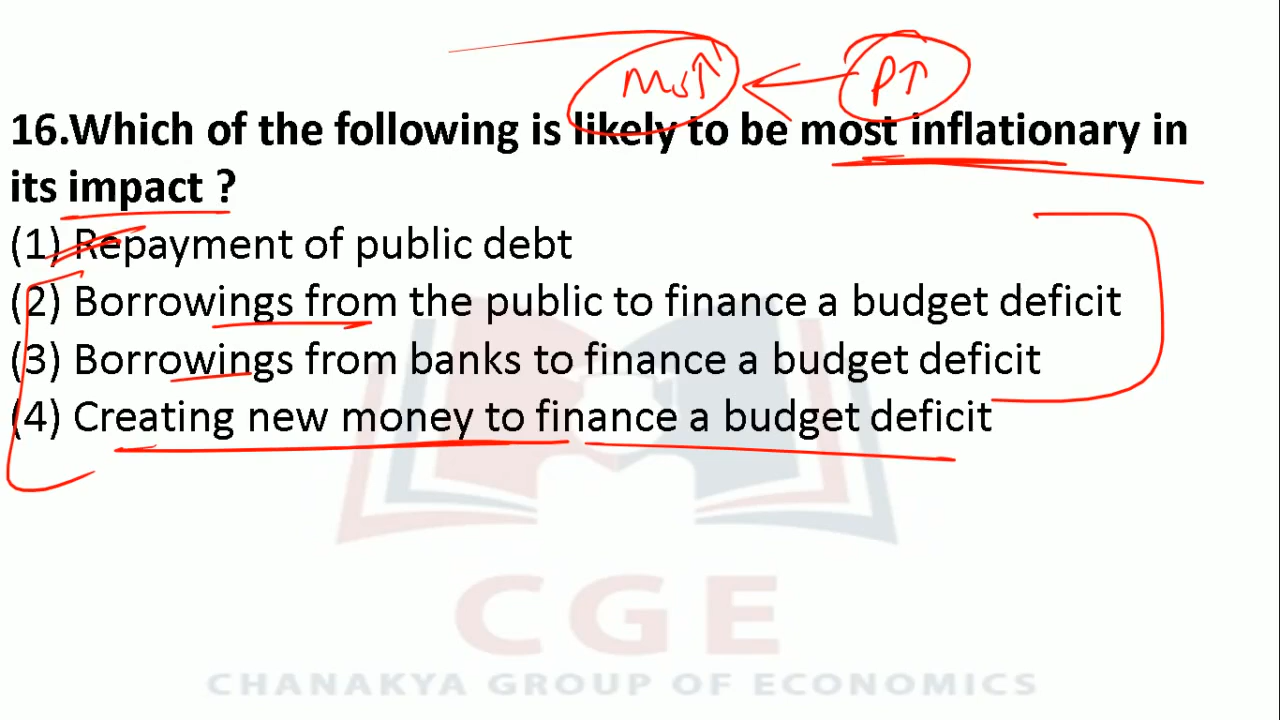 Ms↑ P↑
16.Which of the following is likely to be most inflationary in
its impact ?
(1) Repayment of public debt
(2) Borrowings from the public to finance a budget deficit
(3) Borrowings from banks to finance a budget deficit
(4) Creating new money to finance a budget deficit
CGE
CHANAKYA GROUP OF ECONOMICS